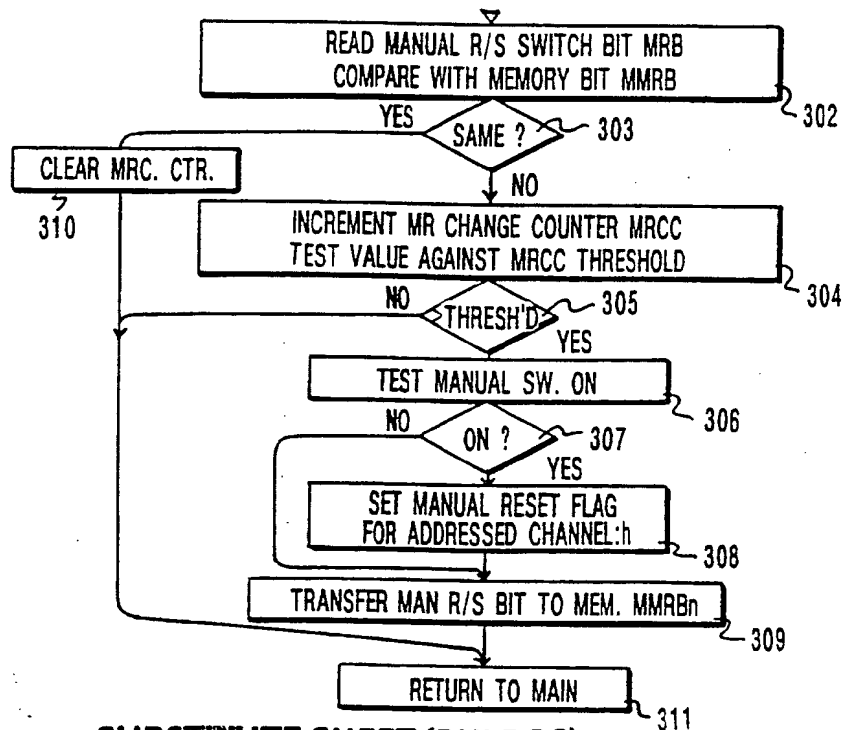 READ MANUAL R/S SWITCH BIT MRB
COMPARE WITH MEMORY BIT MMRB
302
YES
SAME ?
303
CLEAR MRC. CTR.
310
NO
INCREMENT MR CHANGE COUNTER MRCC
TEST VALUE AGAINST MRCC THRESHOLD
304
NO
THRESH'D
305
YES
TEST MANUAL SW. ON
306
NO
ON ?
307
YES
SET MANUAL RESET FLAG
FOR ADDRESSED CHANNEL:h
308
TRANSFER MAN R/S BIT TO MEM. MMRBn
309
RETURN TO MAIN
311